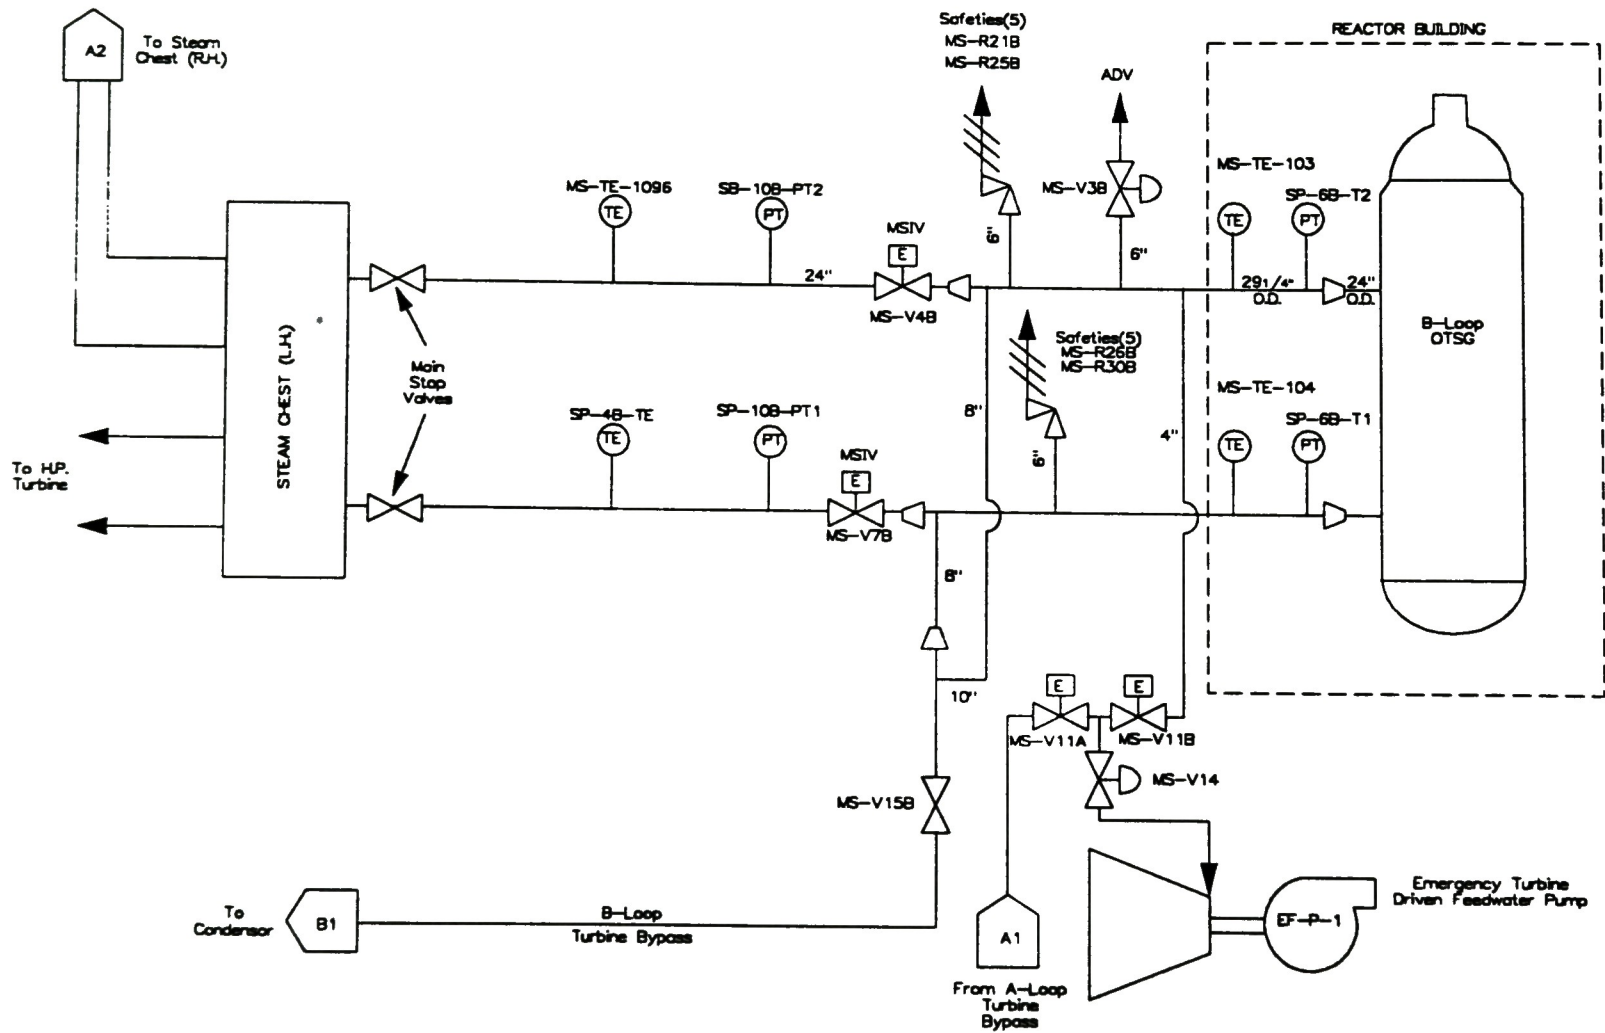 A2
To Steam
Chest (R.H.)
Safeties(5)
MS-R21B
MS-R25B
ADV
REACTOR BUILDING
MS-TE-1096
TE
SB-10B-PT2
PT
MSIV
E
MS-V4B
24"
6"
MS-V3B
6"
MS-TE-103
TE
SP-6B-T2
PT
29 1/4"
O.D.
24"
O.D.
B-Loop
OTSG
STEAM CHEST (L.H.)
Main
Stop
Valves
Safeties(5)
MS-R26B
MS-R30B
8"
6"
4"
MS-TE-104
TE
SP-6B-T1
PT
SP-4B-TE
TE
SP-10B-PT1
PT
MSIV
E
MS-V7B
To H.P.
Turbine
8"
10"
E
E
MS-V11A
MS-V11B
MS-V14
MS-V15B
To
Condensor
B1
B-Loop
Turbine Bypass
A1
From A-Loop
Turbine
Bypass
EF-P-1
Emergency Turbine
Driven Feedwater Pump